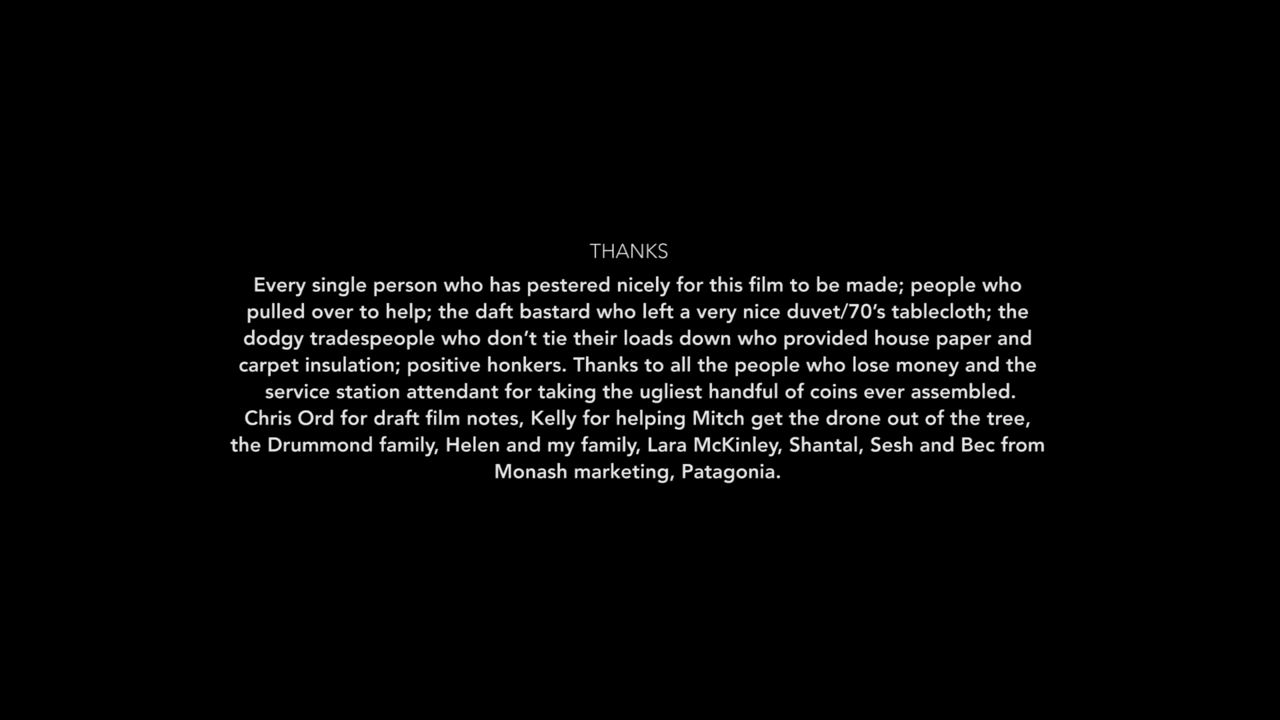 THANKS
Every single person who has pestered nicely for this film to be made; people who
pulled over to help; the daft bastard who left a very nice duvet/70’s tablecloth; the
dodgy tradespeople who don’t tie their loads down who provided house paper and
carpet insulation; positive honkers. Thanks to all the people who lose money and the
service station attendant for taking the ugliest handful of coins ever assembled.
Chris Ord for draft film notes, Kelly for helping Mitch get the drone out of the tree,
the Drummond family, Helen and my family, Lara McKinley, Shantal, Sesh and Bec from
Monash marketing, Patagonia.